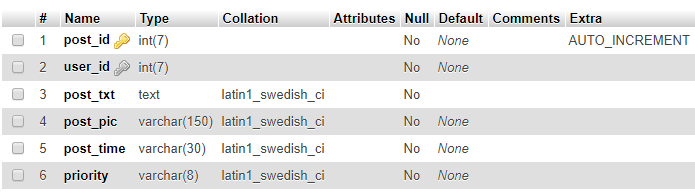 # Name Type Collation Attributes Null Default Comments Extra
1 post_id int(7) No None AUTO_INCREMENT
2 user_id int(7) No None
3 post_txt text latin1_swedish_ci No
4 post_pic varchar(150) latin1_swedish_ci No None
5 post_time varchar(30) latin1_swedish_ci No None
6 priority varchar(8) latin1_swedish_ci No None